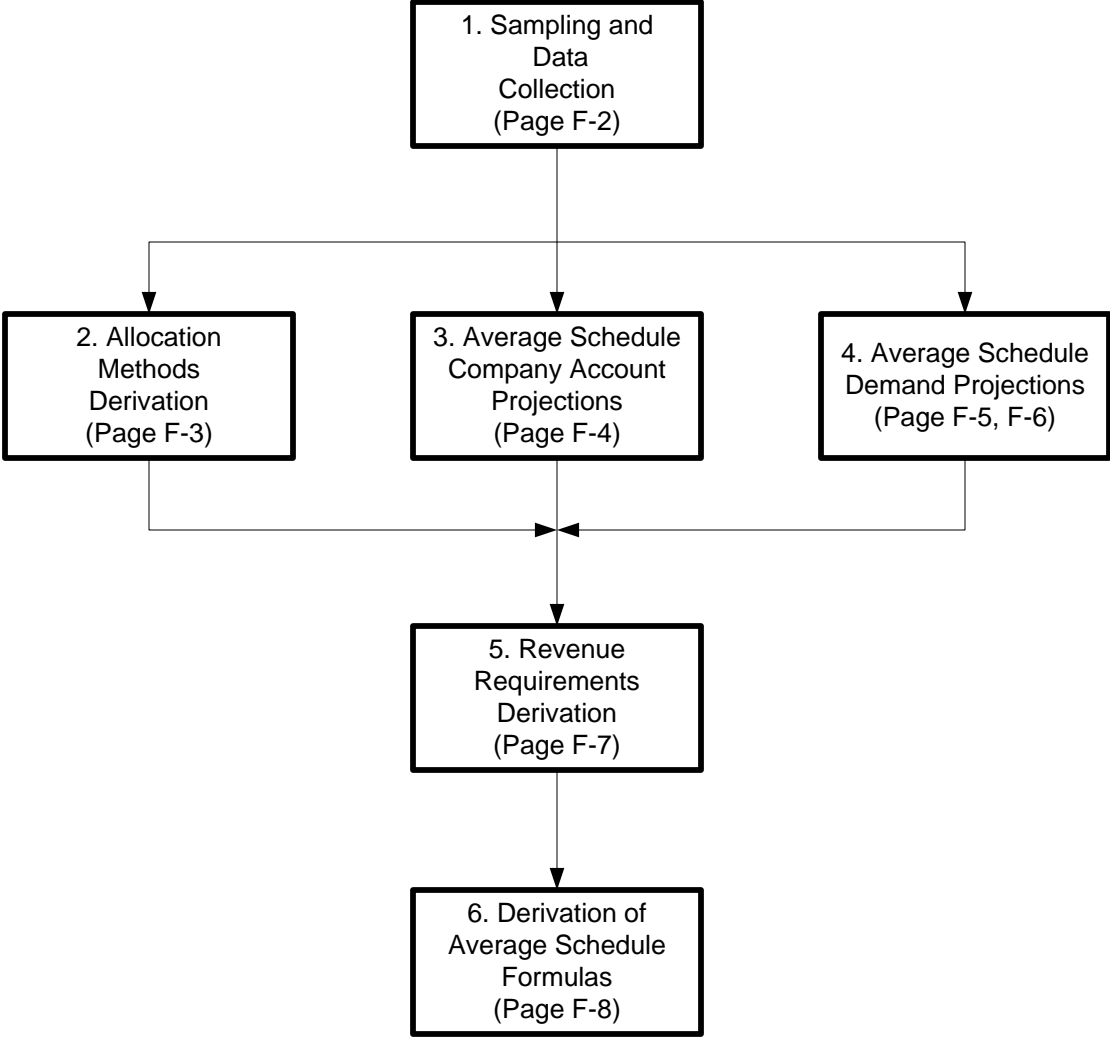 1. Sampling and
Data
Collection
(Page F-2)
2. Allocation
Methods
Derivation
(Page F-3)
3. Average Schedule
Company Account
Projections
(Page F-4)
4. Average Schedule
Demand Projections
(Page F-5, F-6)
5. Revenue
Requirements
Derivation
(Page F-7)
6. Derivation of
Average Schedule
Formulas
(Page F-8)